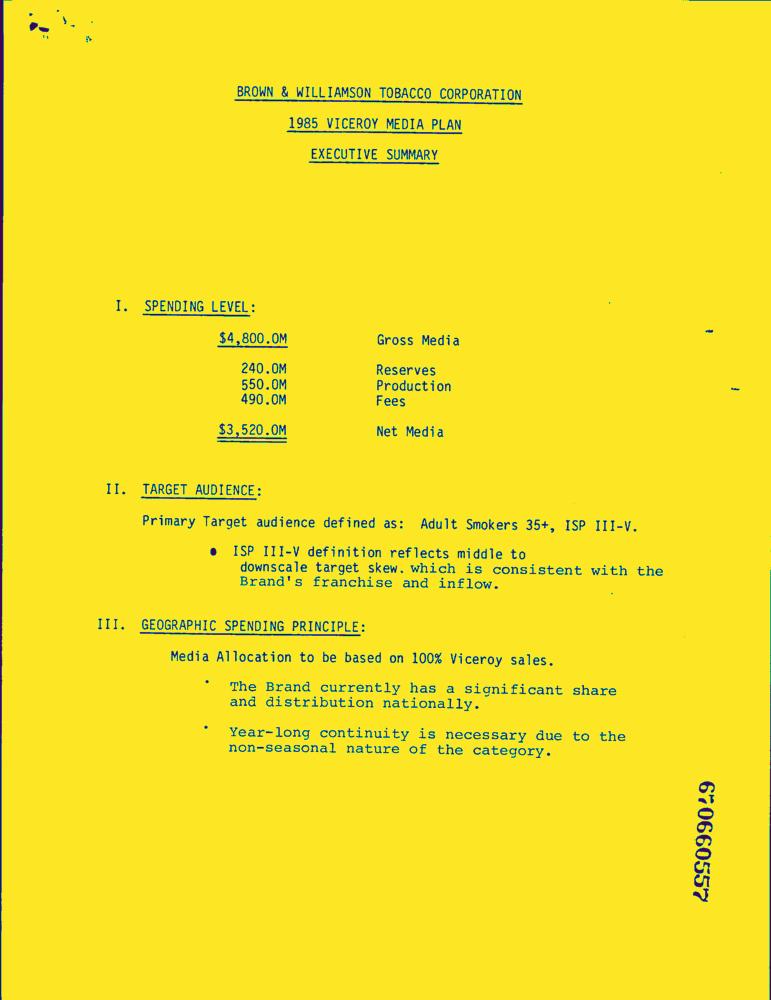 BROWN & WILLIAMSON TOBACCO CORPORATION
1985 VICEROY MEDIA PLAN
EXECUTIVE SUMMARY
I. SPENDING LEVEL:
$4,800.0M Gross Media
240.0M Reserves
550.0M Production
490.0M Fees
$3,520.0M Net Media
II. TARGET AUDIENCE:
Primary Target audience defined as: Adult Smokers 35+, ISP III-V.
● ISP III-V definition reflects middle to
downscale target skew. which is consistent with the
Brand's franchise and inflow.
III. GEOGRAPHIC SPENDING PRINCIPLE:
Media Allocation to be based on 100% Viceroy sales.
• The Brand currently has a significant share
and distribution nationally.
• Year-long continuity is necessary due to the
non-seasonal nature of the category.
670660557